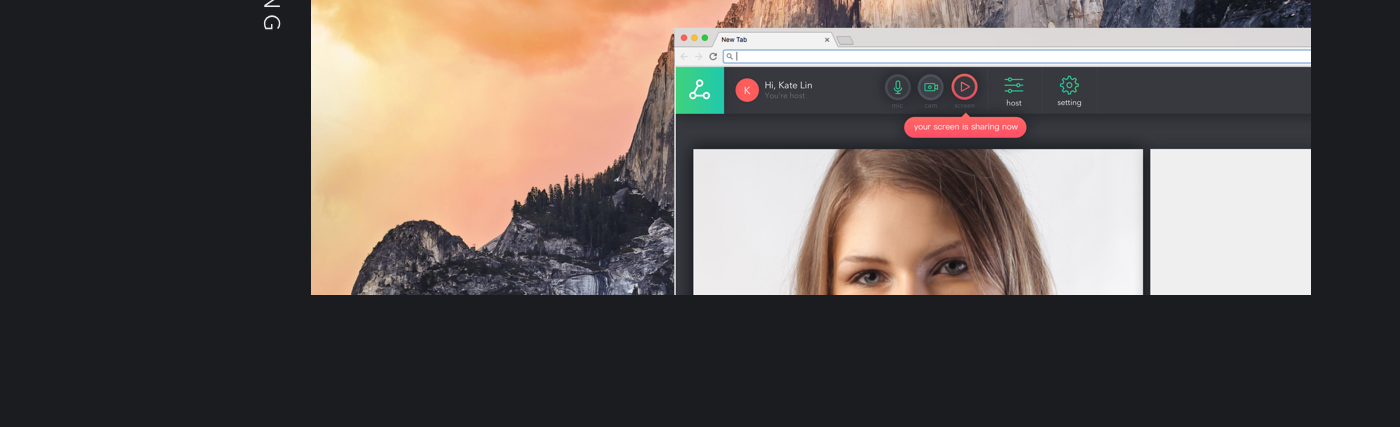 NG
New Tab
K
Hi, Kate Lin
You're host
mic
cam
screen
host
setting
your screen is sharing now